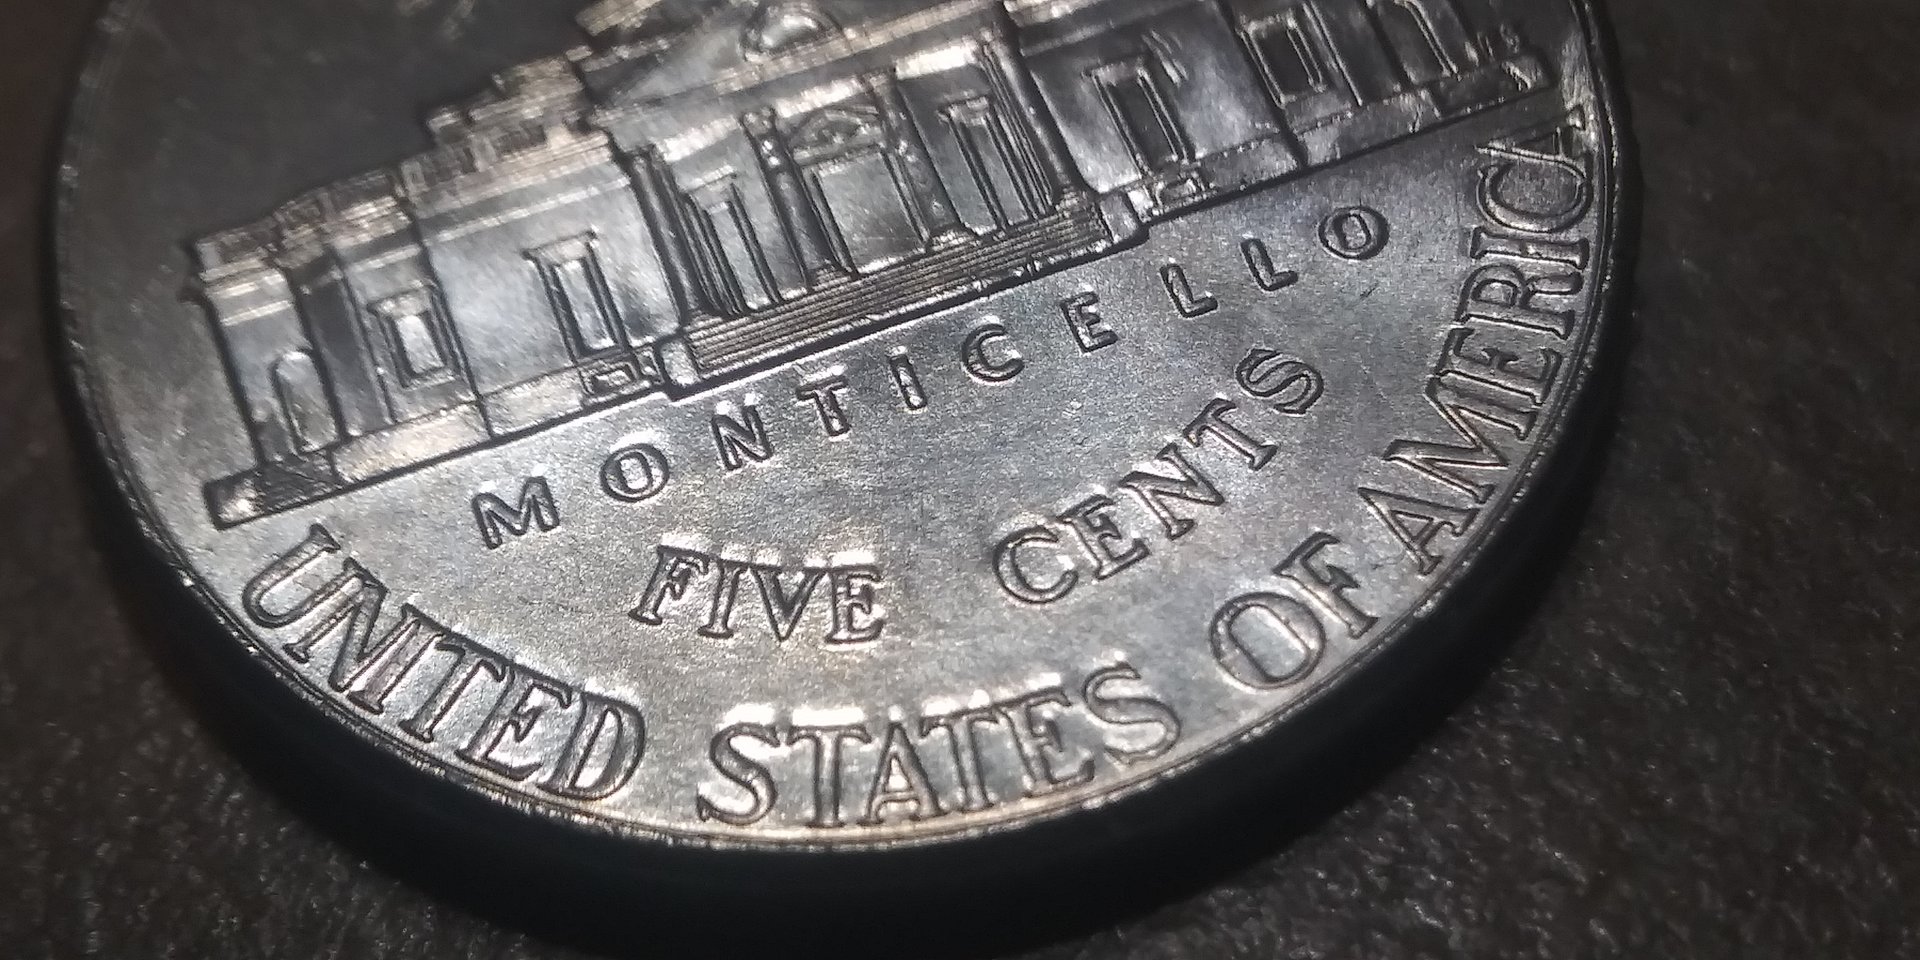 MONTICELLO
FIVE CENTS
UNITED STATES OF AMERICA